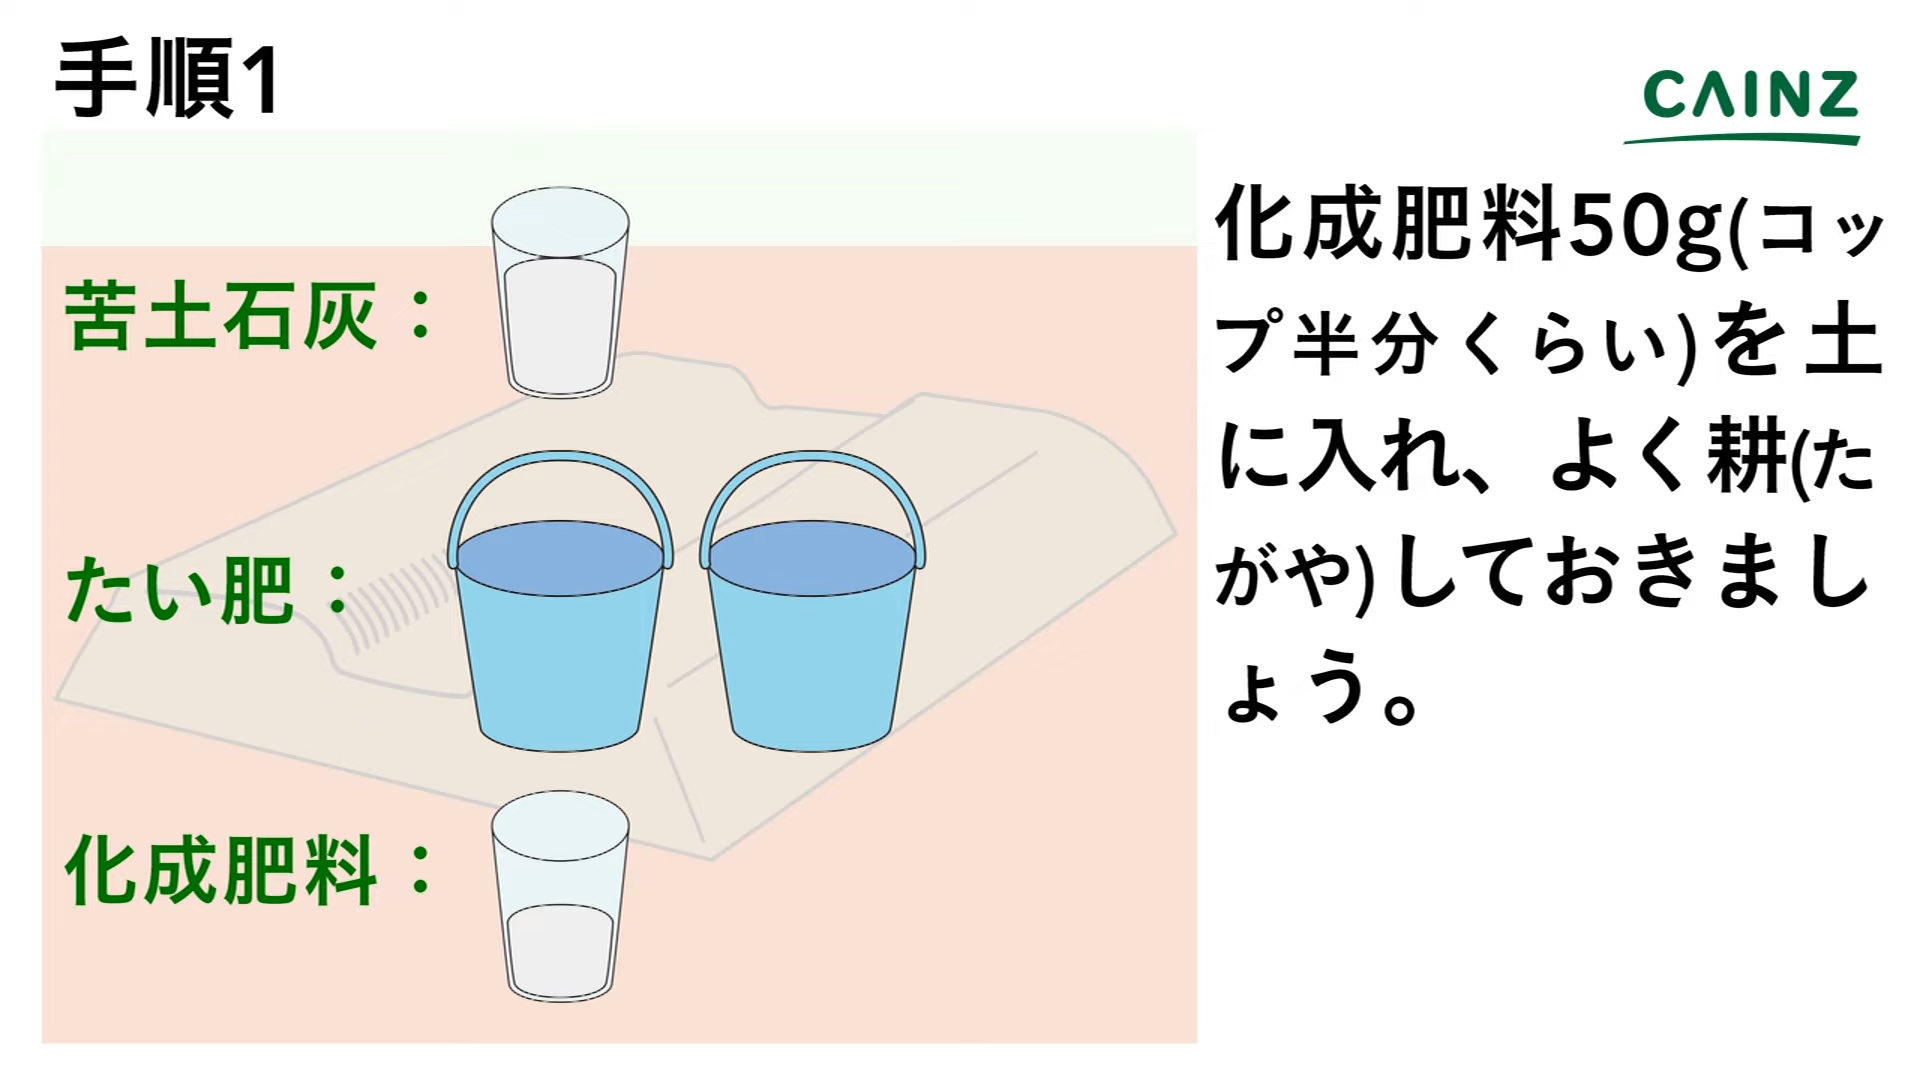 手順1
CAINZ
苦土石灰：
たい肥：
化成肥料：
化成肥料50g(コッ
プ半分くらい)を土
に入れ、よく耕(た
がや)しておきまし
ょう。